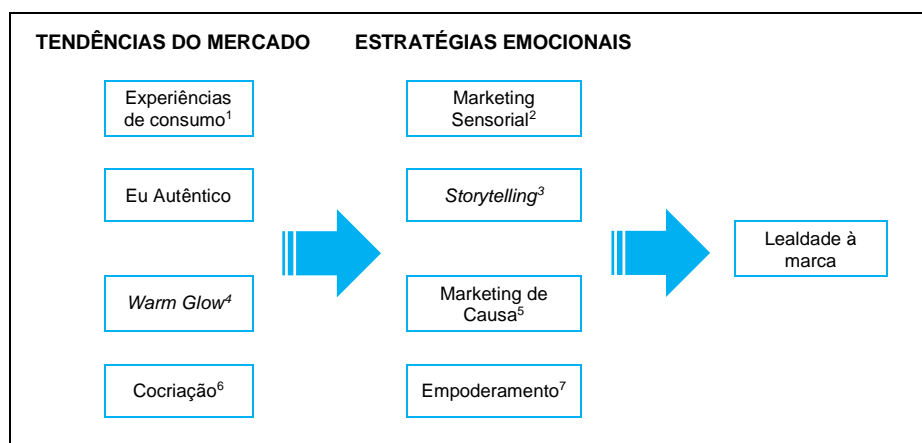 TENDÊNCIAS DO MERCADO
ESTRATÉGIAS EMOCIONAIS
Experiências
de consumo¹
Marketing
Sensorial²
Eu Autêntico
Storytelling³
Lealdade à
marca
Warm Glow⁴
Marketing de
Causa⁵
Cocriação⁶
Empoderamento⁷